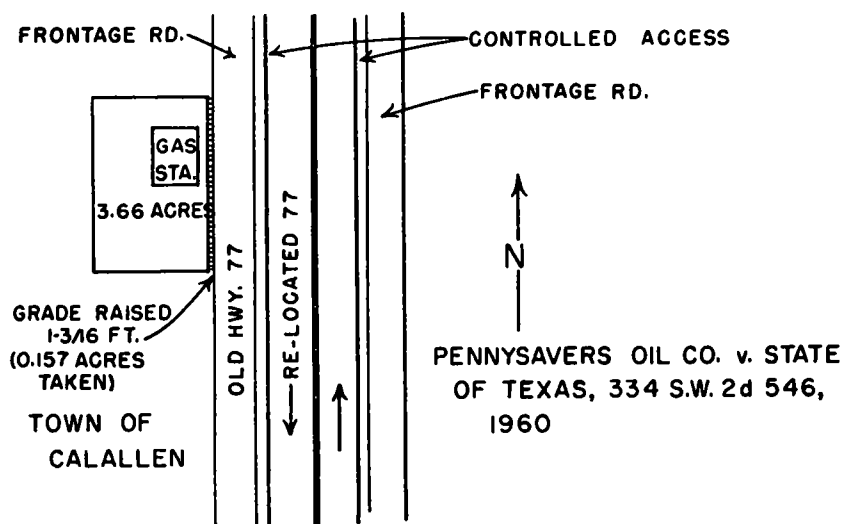 FRONTAGE RD.
CONTROLLED ACCESS
FRONTAGE RD.
GAS
STA.
3.66 ACRES
OLD HWY. 77
RE-LOCATED 77
N
GRADE RAISED
1-3/16 FT.
(0.157 ACRES
TAKEN)
TOWN OF
CALALLEN
PENNYSAVERS OIL CO. v. STATE
OF TEXAS, 334 S.W. 2d 546,
1960